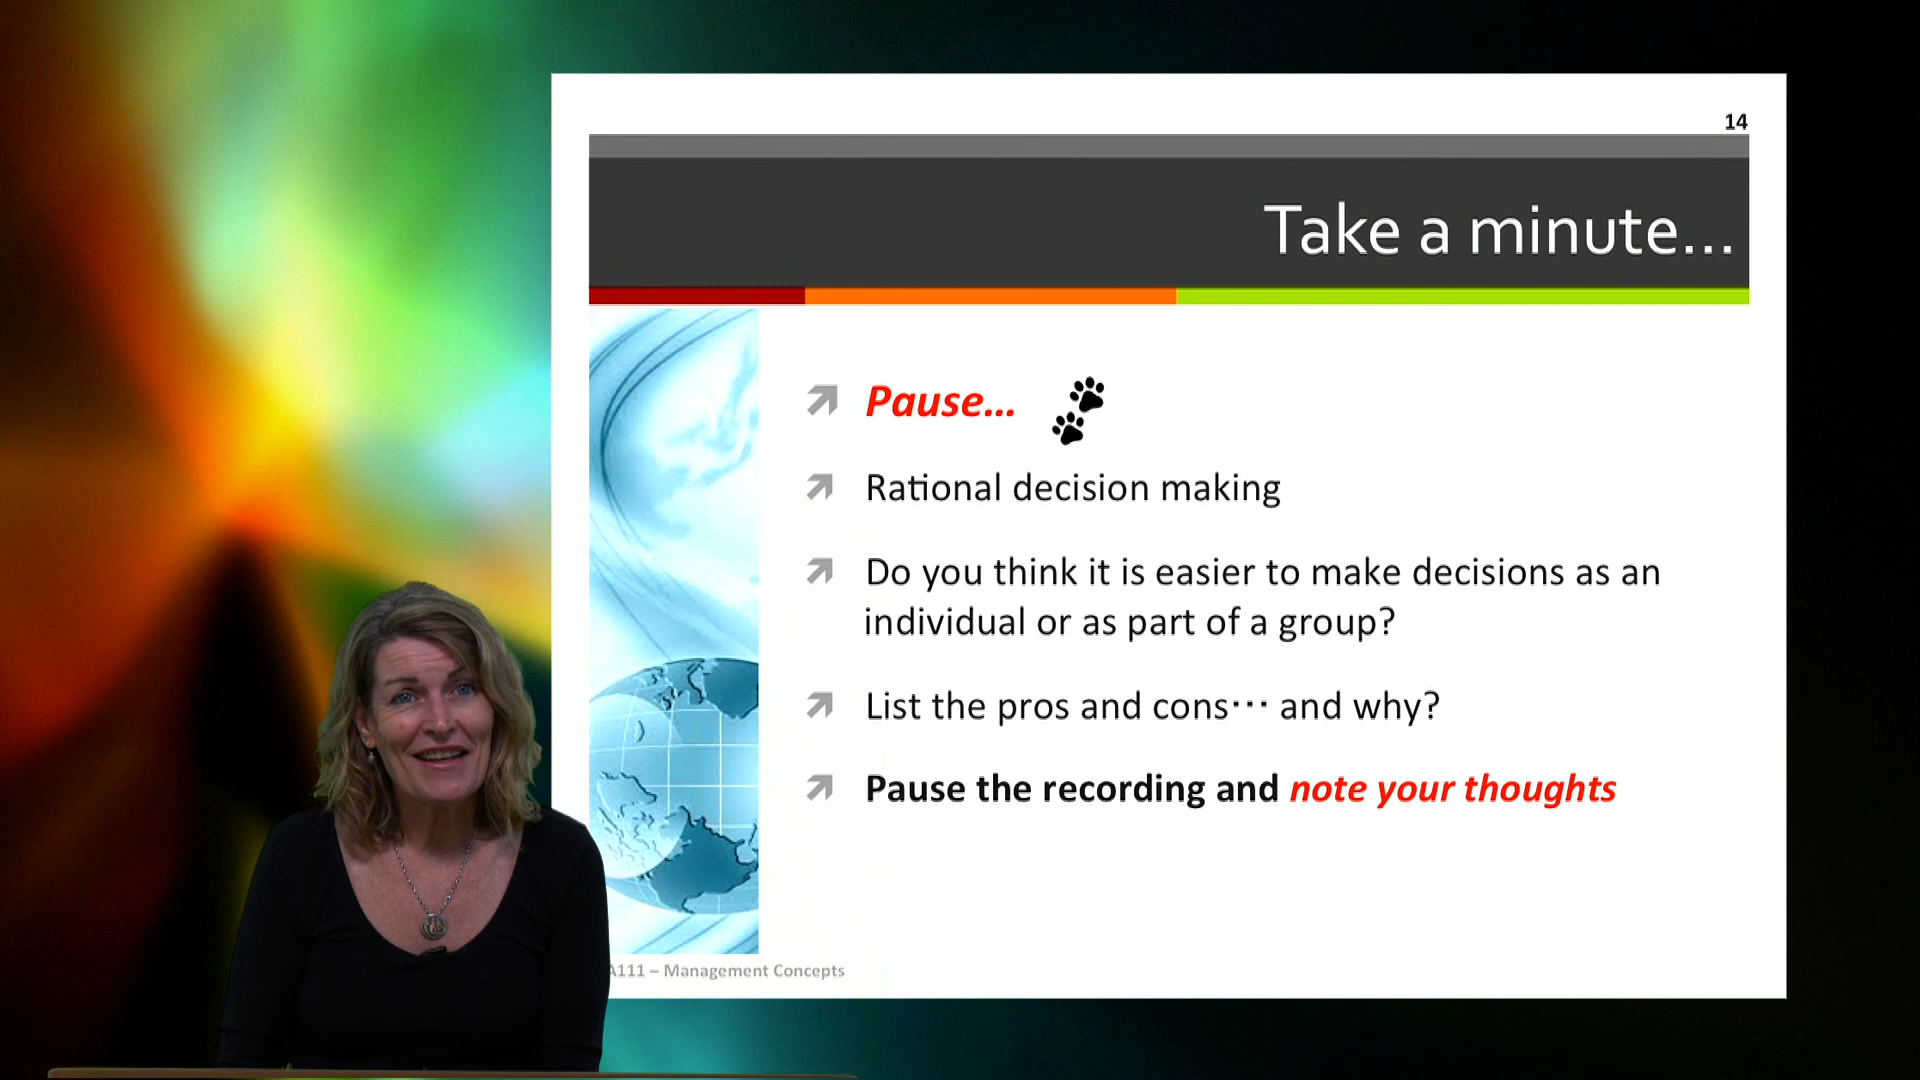 14
Take a minute...
Pause...
Rational decision making
Do you think it is easier to make decisions as an
individual or as part of a group?
List the pros and cons… and why?
Pause the recording and note your thoughts
A111 – Management Concepts